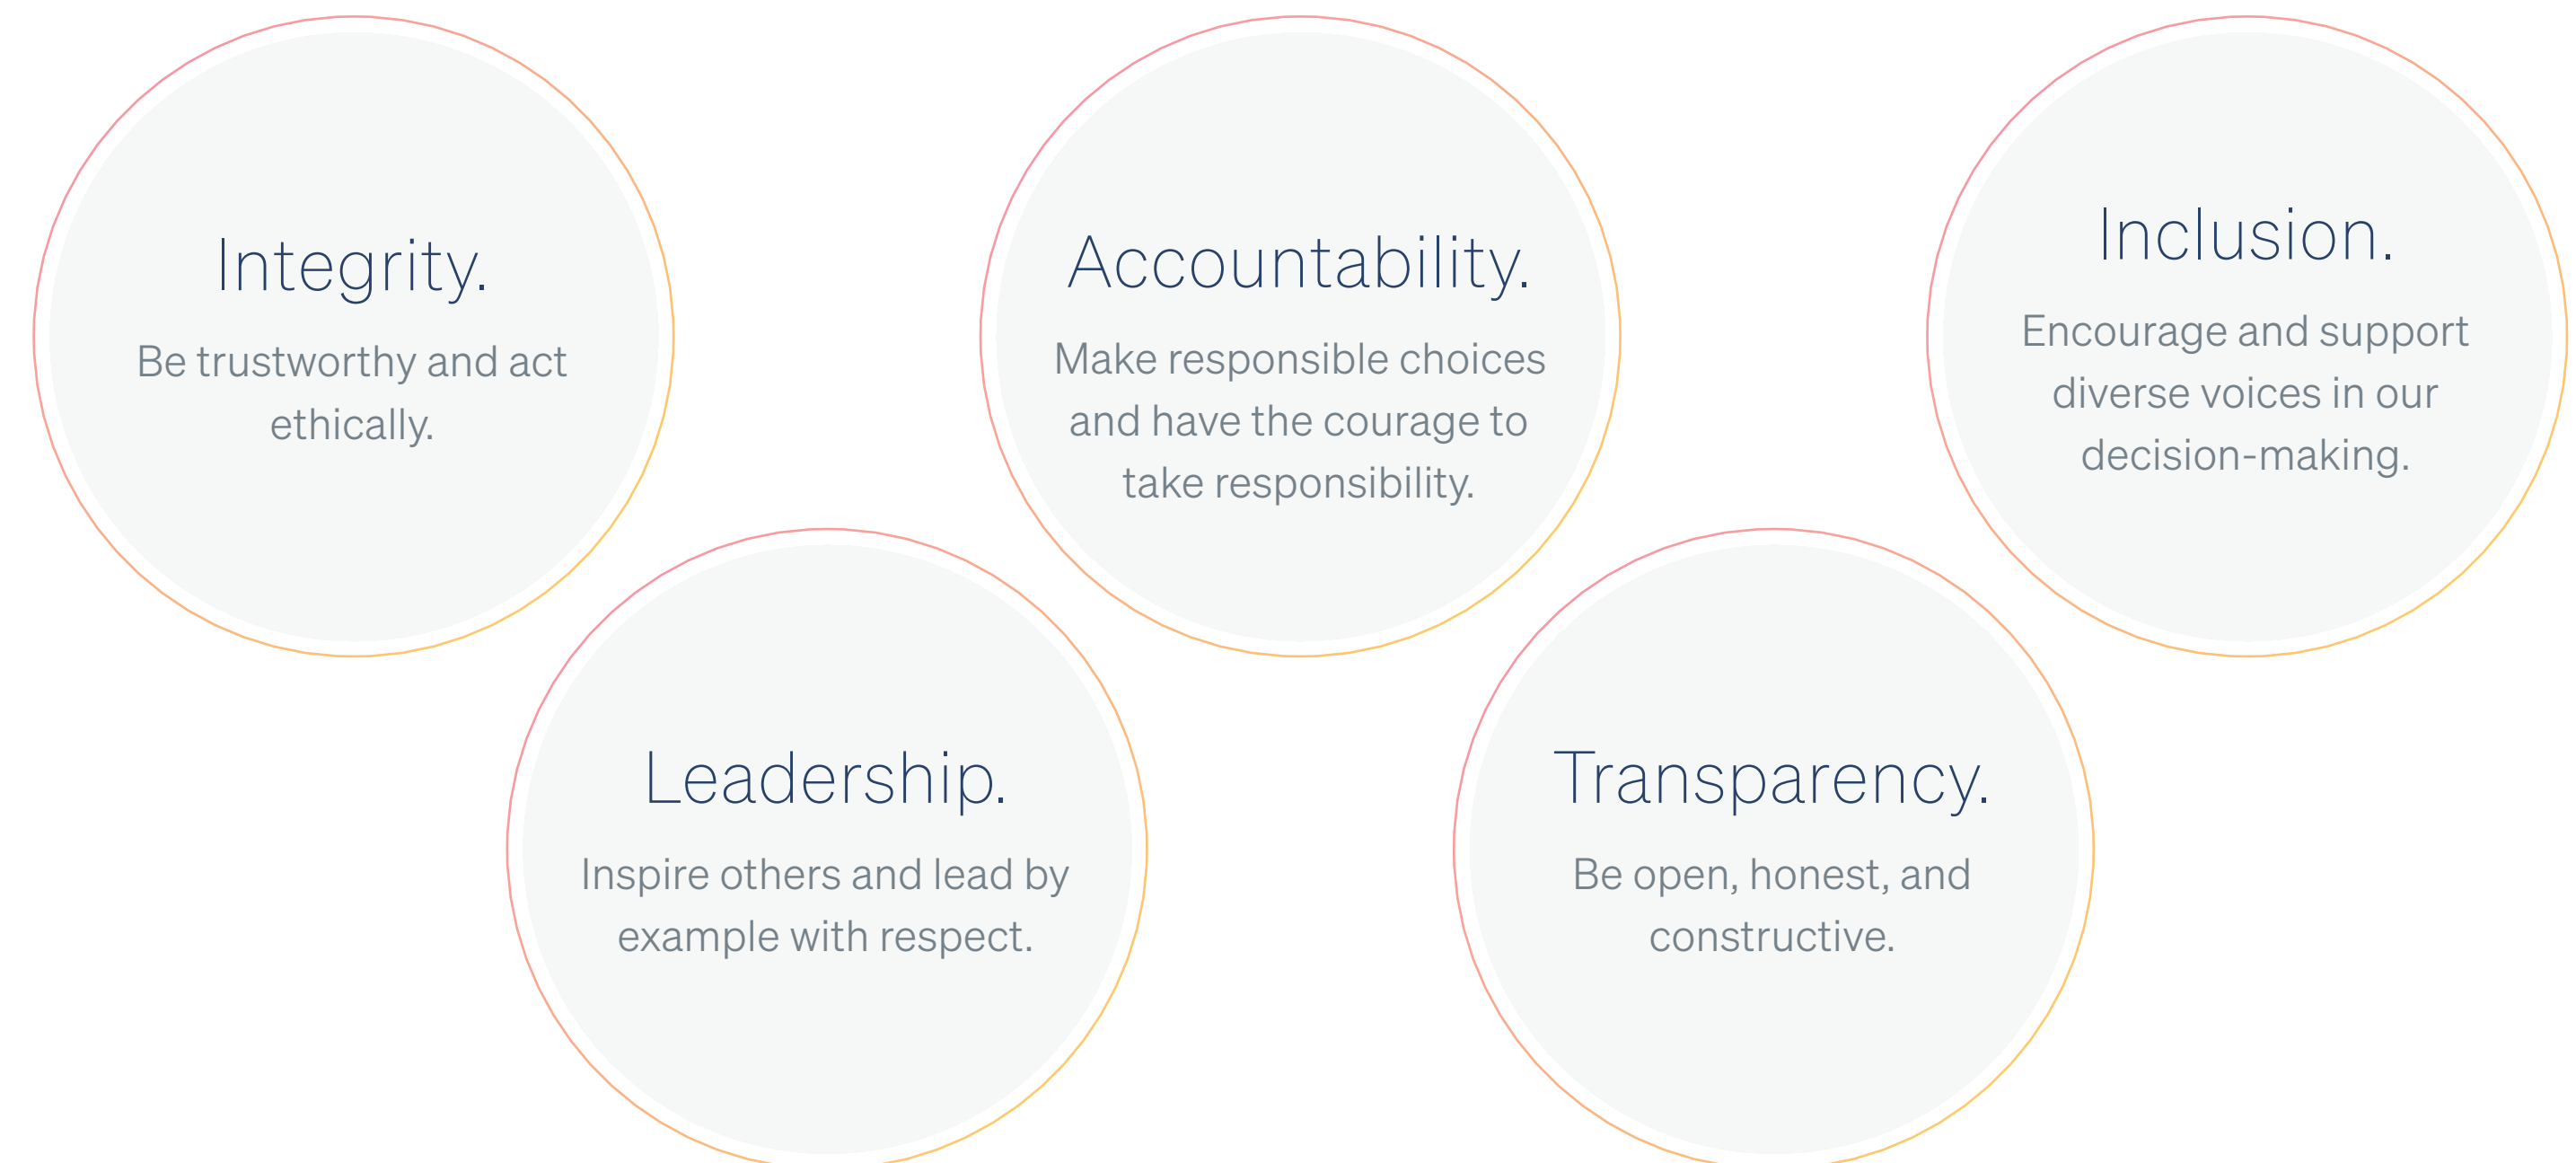 Integrity.
Be trustworthy and act
ethically.
Leadership.
Inspire others and lead by
example with respect.
Accountability.
Make responsible choices
and have the courage to
take responsibility.
Transparency.
Be open, honest, and
constructive.
Inclusion.
Encourage and support
diverse voices in our
decision-making.